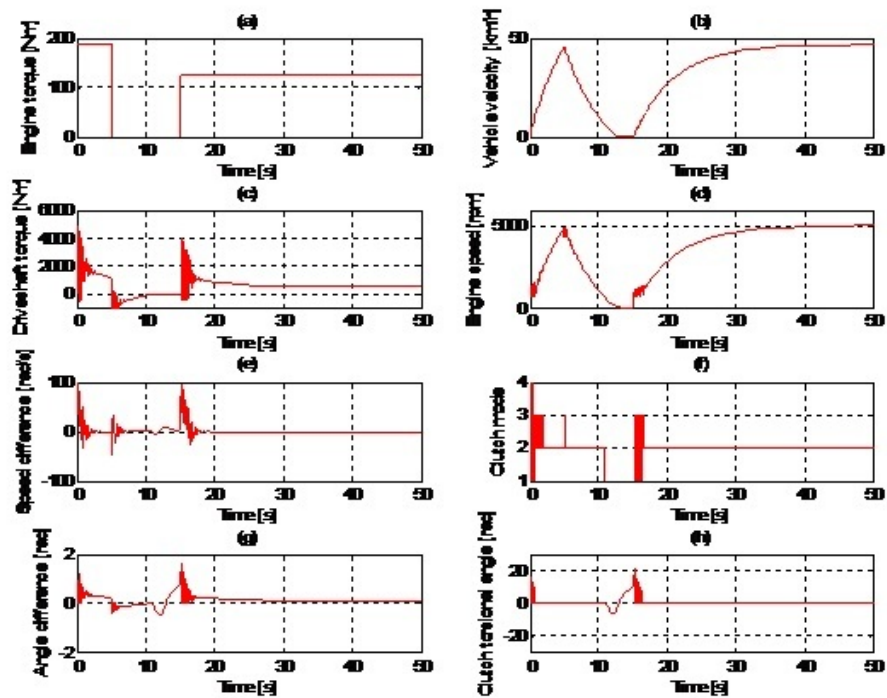 (a)
Engine torque [Nm]
200
100
0
0 10 20 30 40 50
Time [s]
(b)
Vehicle velocity [km/h]
50
0
0 10 20 30 40 50
Time [s]
(c)
Driveshaft torque [Nm]
6000
4000
2000
0
0 10 20 30 40 50
Time [s]
(d)
Engine speed [rpm]
5000
0
0 10 20 30 40 50
Time [s]
(e)
Speed difference [rad/s]
100
0
-100
0 10 20 30 40 50
Time [s]
(f)
Clutch mode
4
3
2
1
0 10 20 30 40 50
Time [s]
(g)
Angle difference [rad]
2
0
-2
0 10 20 30 40 50
Time [s]
(h)
Clutch torsional angle [rad]
20
0
-20
0 10 20 30 40 50
Time [s]